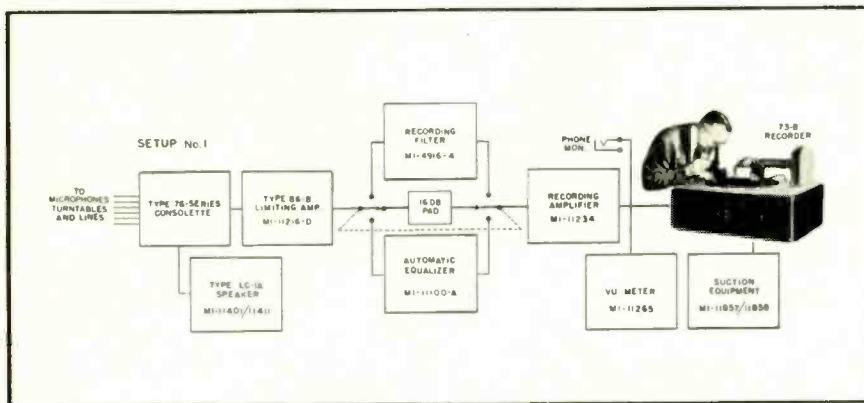 SETUP No. 1
TO
MICROPHONES
TURNTABLES
AND LINES
TYPE 76-SERIES
CONSOLETTE
TYPE LC-1A
SPEAKER
MI-11401/11411
TYPE 86-B
LIMITING AMP
MI-11216-D
RECORDING
FILTER
MI-4916-A
16 DB
PAD
AUTOMATIC
EQUALIZER
MI-11100-A
RECORDING
AMPLIFIER
MI-11234
PHONE
MON.
VU METER
MI-11265
73-B
RECORDER
SUCTION
EQUIPMENT
MI-11857/11858